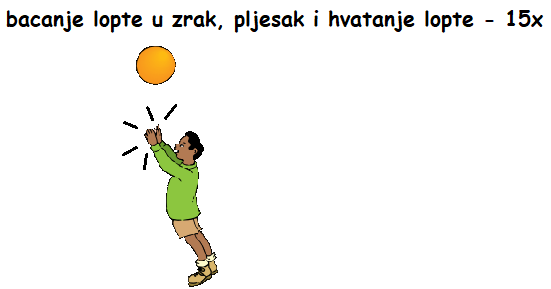 bacanje lopte u zrak, pljesak i hvatanje lopte - 15x